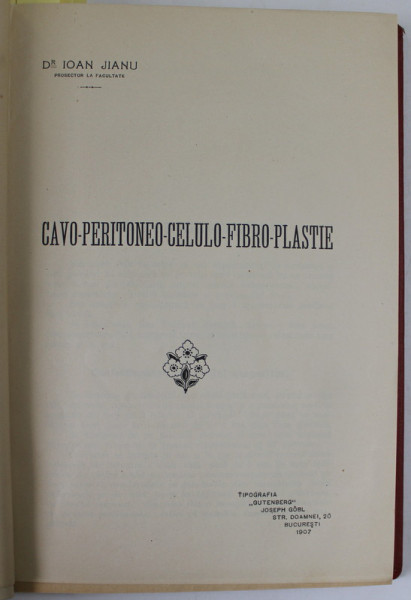 DR IOAN JIANU
PROSECTOR LA FACULTATE
CAVO-PERITONEO-CELULO-FIBRO-PLASTIE
TIPOGRAFIA
„GUTENBERG"
JOSEPH GÖBL
STR. DOAMNEI, 20
BUCUREŞTI
1907